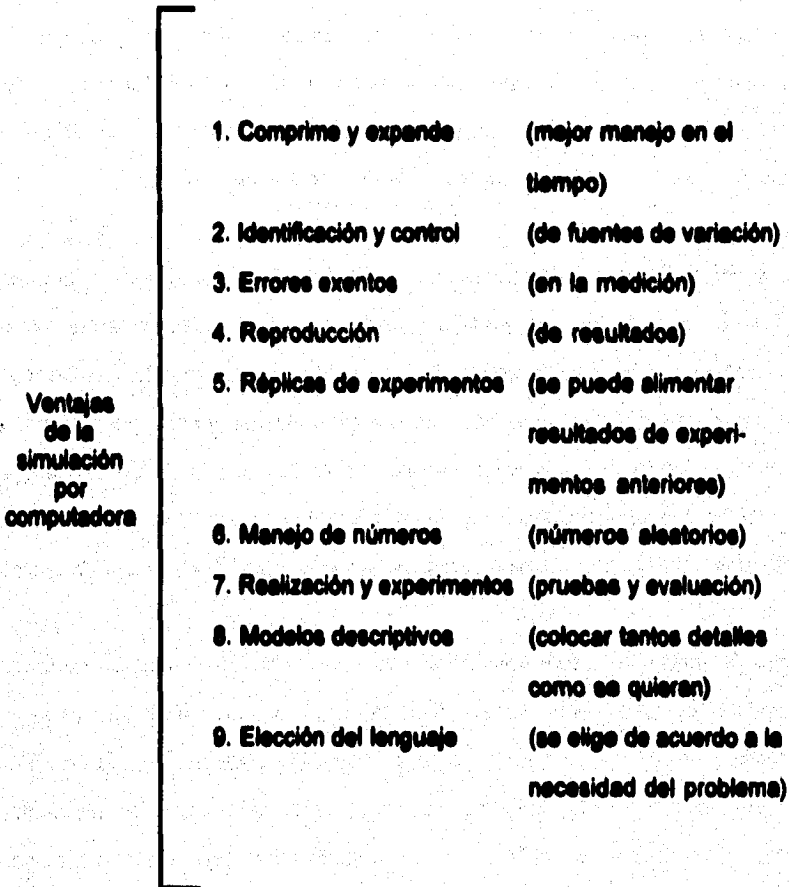 1. Comprime y expande (mejor manejo en el
tiempo)
2. Identificación y control (de fuentes de variación)
3. Errores exentos (en la medición)
4. Reproducción (de resultados)
5. Réplicas de experimentos (se puede alimentar
resultados de experi-
mentos anteriores)
Ventajas
de la
simulación
por
computadora
6. Manejo de números (números aleatorios)
7. Realización y experimentos (pruebas y evaluación)
8. Modelos descriptivos (colocar tantos detalles
como se quieran)
9. Elección del lenguaje (se elige de acuerdo a la
necesidad del problema)